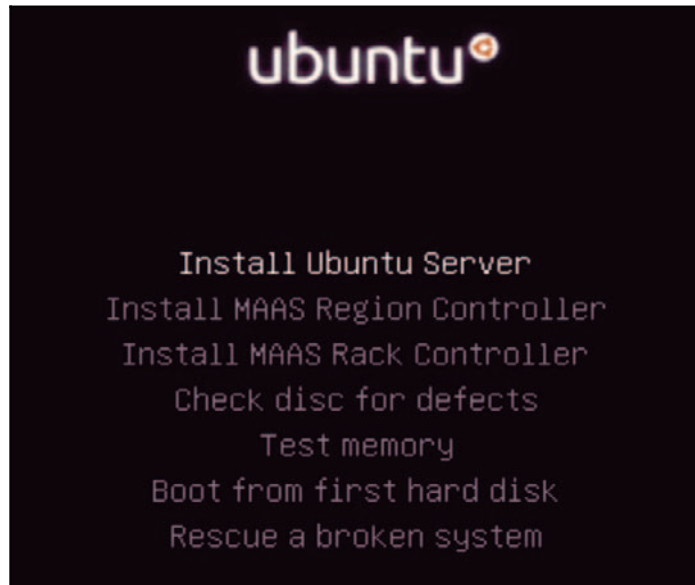 ubuntu
Install Ubuntu Server
Install MAAS Region Controller
Install MAAS Rack Controller
Check disc for defects
Test memory
Boot from first hard disk
Rescue a broken system